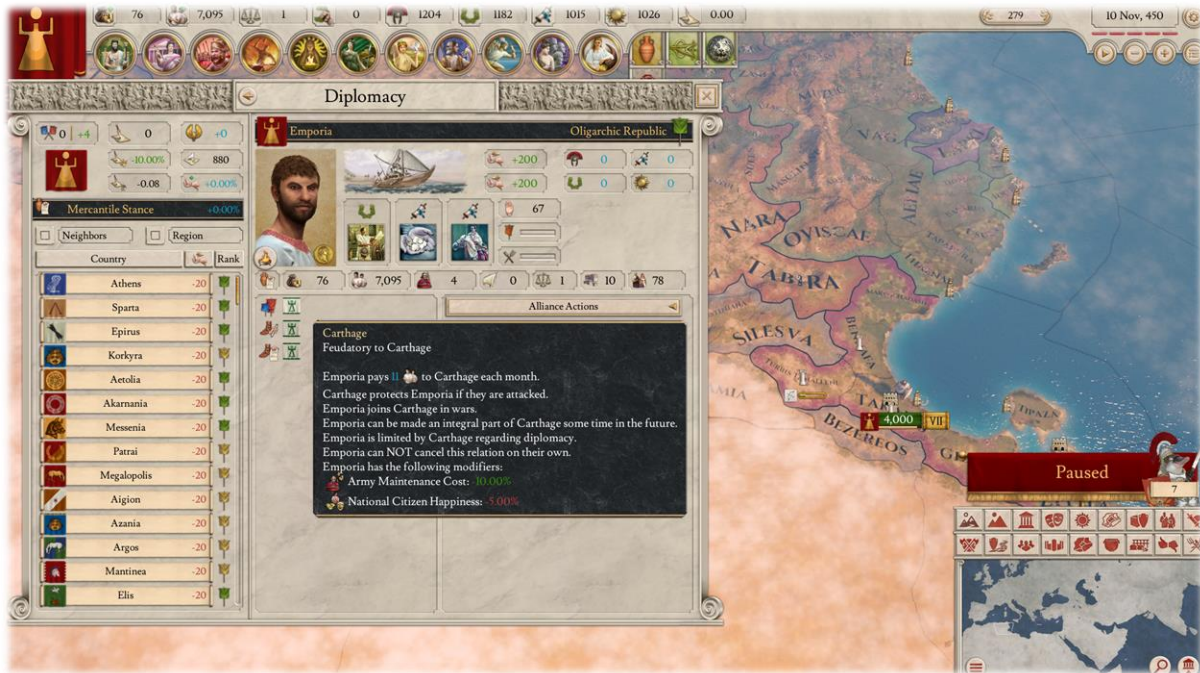 76 7,095 1 0 1204 1182 1015 1026 0.00 279 10 Nov, 450
Diplomacy
0 | +4 0 +0
-10.00% 880
-0.08 +0.00%
Mercantile Stance +0.00%
Neighbors Region
Country Rank
Athens -20
Sparta -20
Epirus -20
Korkyra -20
Aetolia -20
Akarnania -20
Messenia -20
Patrai -20
Megalopolis -20
Aigion -20
Azania -20
Argos -20
Mantinea -20
Elis -20
Emporia Oligarchic Republic
+200 0 0
+200 0 0
67
76 7,095 4 0 1 10 78
Alliance Actions
Carthage
Feudatory to Carthage
Emporia pays 11 to Carthage each month.
Carthage protects Emporia if they are attacked.
Emporia joins Carthage in wars.
Emporia can be made an integral part of Carthage some time in the future.
Emporia is limited by Carthage regarding diplomacy.
Emporia can NOT cancel this relation on their own.
Emporia has the following modifiers:
Army Maintenance Cost: -10.00%
National Citizen Happiness: -5.00%
NARA
TABIRA
SILESVA
BEZEREOS
TIPAZA
4,000 VII
Paused
7